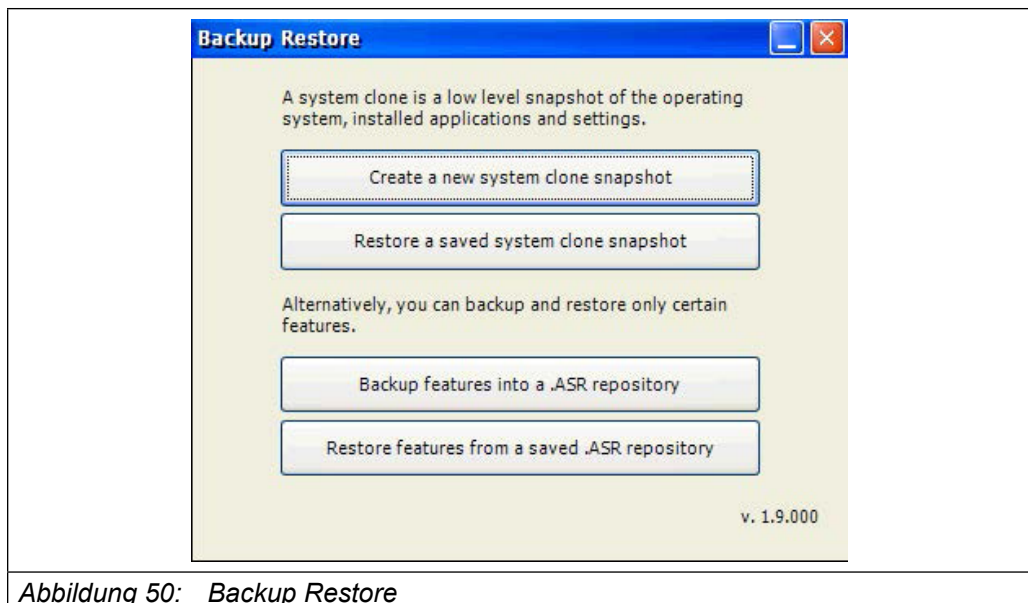 Backup Restore
A system clone is a low level snapshot of the operating
system, installed applications and settings.
Create a new system clone snapshot
Restore a saved system clone snapshot
Alternatively, you can backup and restore only certain
features.
Backup features into a .ASR repository
Restore features from a saved .ASR repository
v. 1.9.000
Abbildung 50: Backup Restore